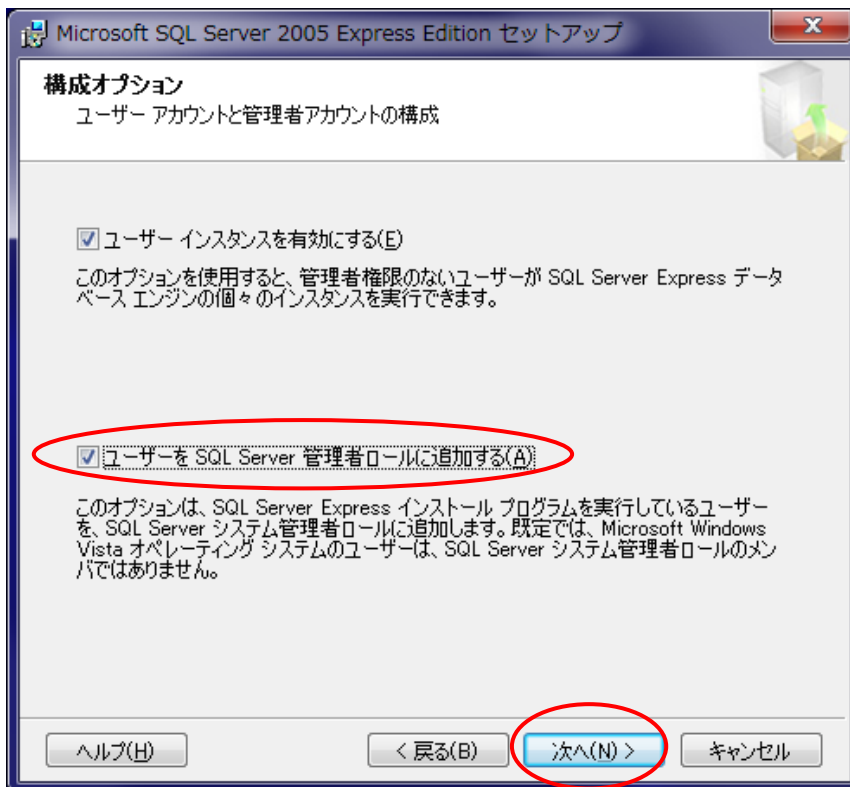 Microsoft SQL Server 2005 Express Edition セットアップ
構成オプション
ユーザー アカウントと管理者アカウントの構成
ユーザー インスタンスを有効にする(E)
このオプションを使用すると、管理者権限のないユーザーが SQL Server Express データ
ベース エンジンの個々のインスタンスを実行できます。
ユーザーを SQL Server 管理者ロールに追加する(A)
このオプションは、SQL Server Express インストール プログラムを実行しているユーザー
を、SQL Server システム管理者ロールに追加します。既定では、Microsoft Windows
Vista オペレーティング システムのユーザーは、SQL Server システム管理者ロールのメン
バではありません。
ヘルプ(H)
< 戻る(B)
次へ(N) >
キャンセル